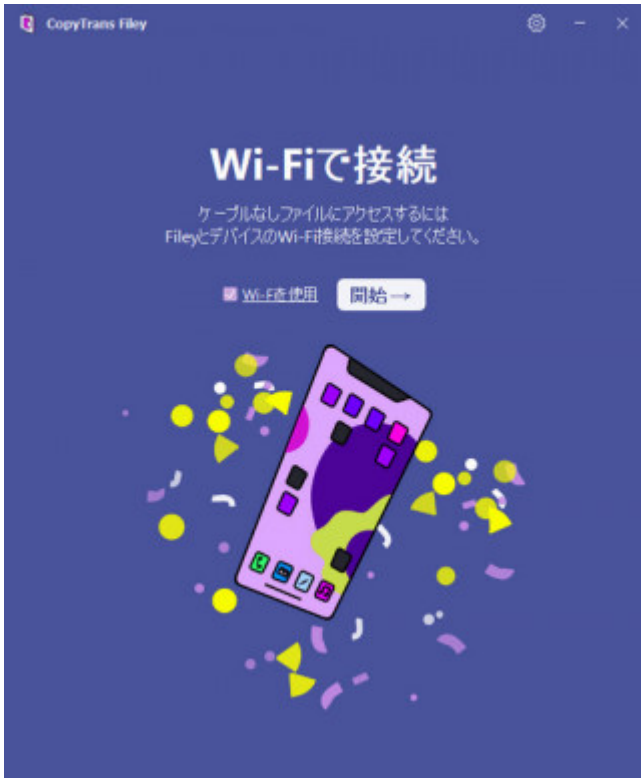 CopyTrans Filey
Wi-Fiで接続
ケーブルなしファイルにアクセスするには
FileyとデバイスのWi-Fi接続を設定してください。
Wi-Fを使用
開始→